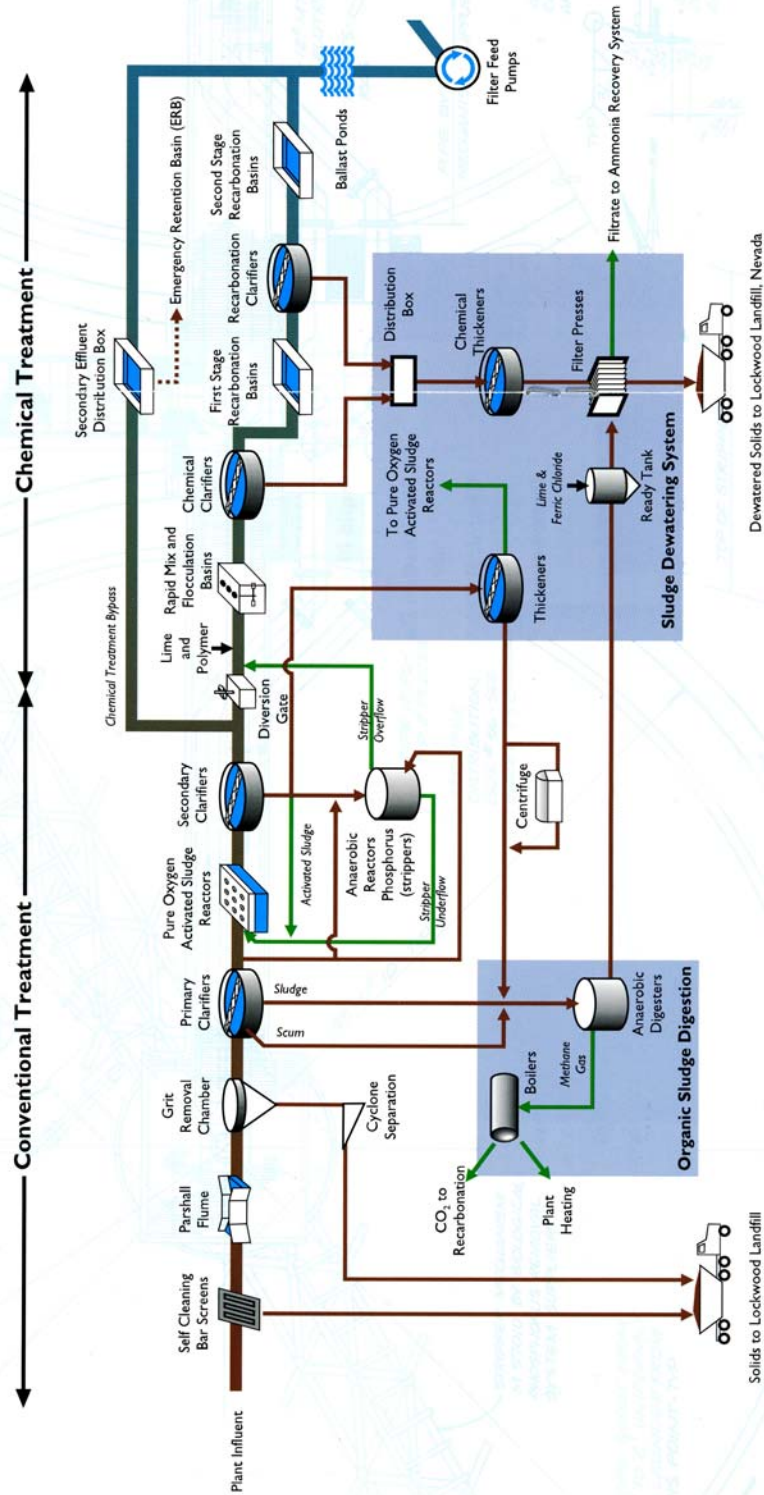 Conventional Treatment
Chemical Treatment
Plant Influent
Self Cleaning
Bar Screens
Parshall
Flume
Grit
Removal
Chamber
Primary
Clarifiers
Pure Oxygen
Activated Sludge
Reactors
Secondary Clarifiers
Chemical Treatment Bypass
Diversion
Gate
Lime
and
Polymer
Rapid Mix and
Flocculation
Basins
Chemical Clarifiers
Secondary Effluent
Distribution Box
Emergency Retention Basin (ERB)
First Stage
Recarbonation
Basins
Recarbonation
Clarifiers
Second Stage
Recarbonation
Basins
Ballast Ponds
Filter Feed
Pumps
Cyclone
Separation
Scum
Sludge
Activated Sludge
Anaerobic
Reactors
Phosphorus
(strippers)
Stripper
Overflow
Stripper
Underflow
To Pure Oxygen
Activated Sludge
Reactors
Thickeners
Centrifuge
Distribution
Box
Chemical
Thickeners
Lime &
Ferric Chloride
Ready Tank
Filter Presses
Filtrate to Ammonia Recovery System
Sludge Dewatering System
CO2 to
Recarbonation
Plant
Heating
Boilers
Methane
Gas
Anaerobic
Digesters
Organic Sludge Digestion
Solids to Lockwood Landfill
Dewatered Solids to Lockwood Landfill, Nevada